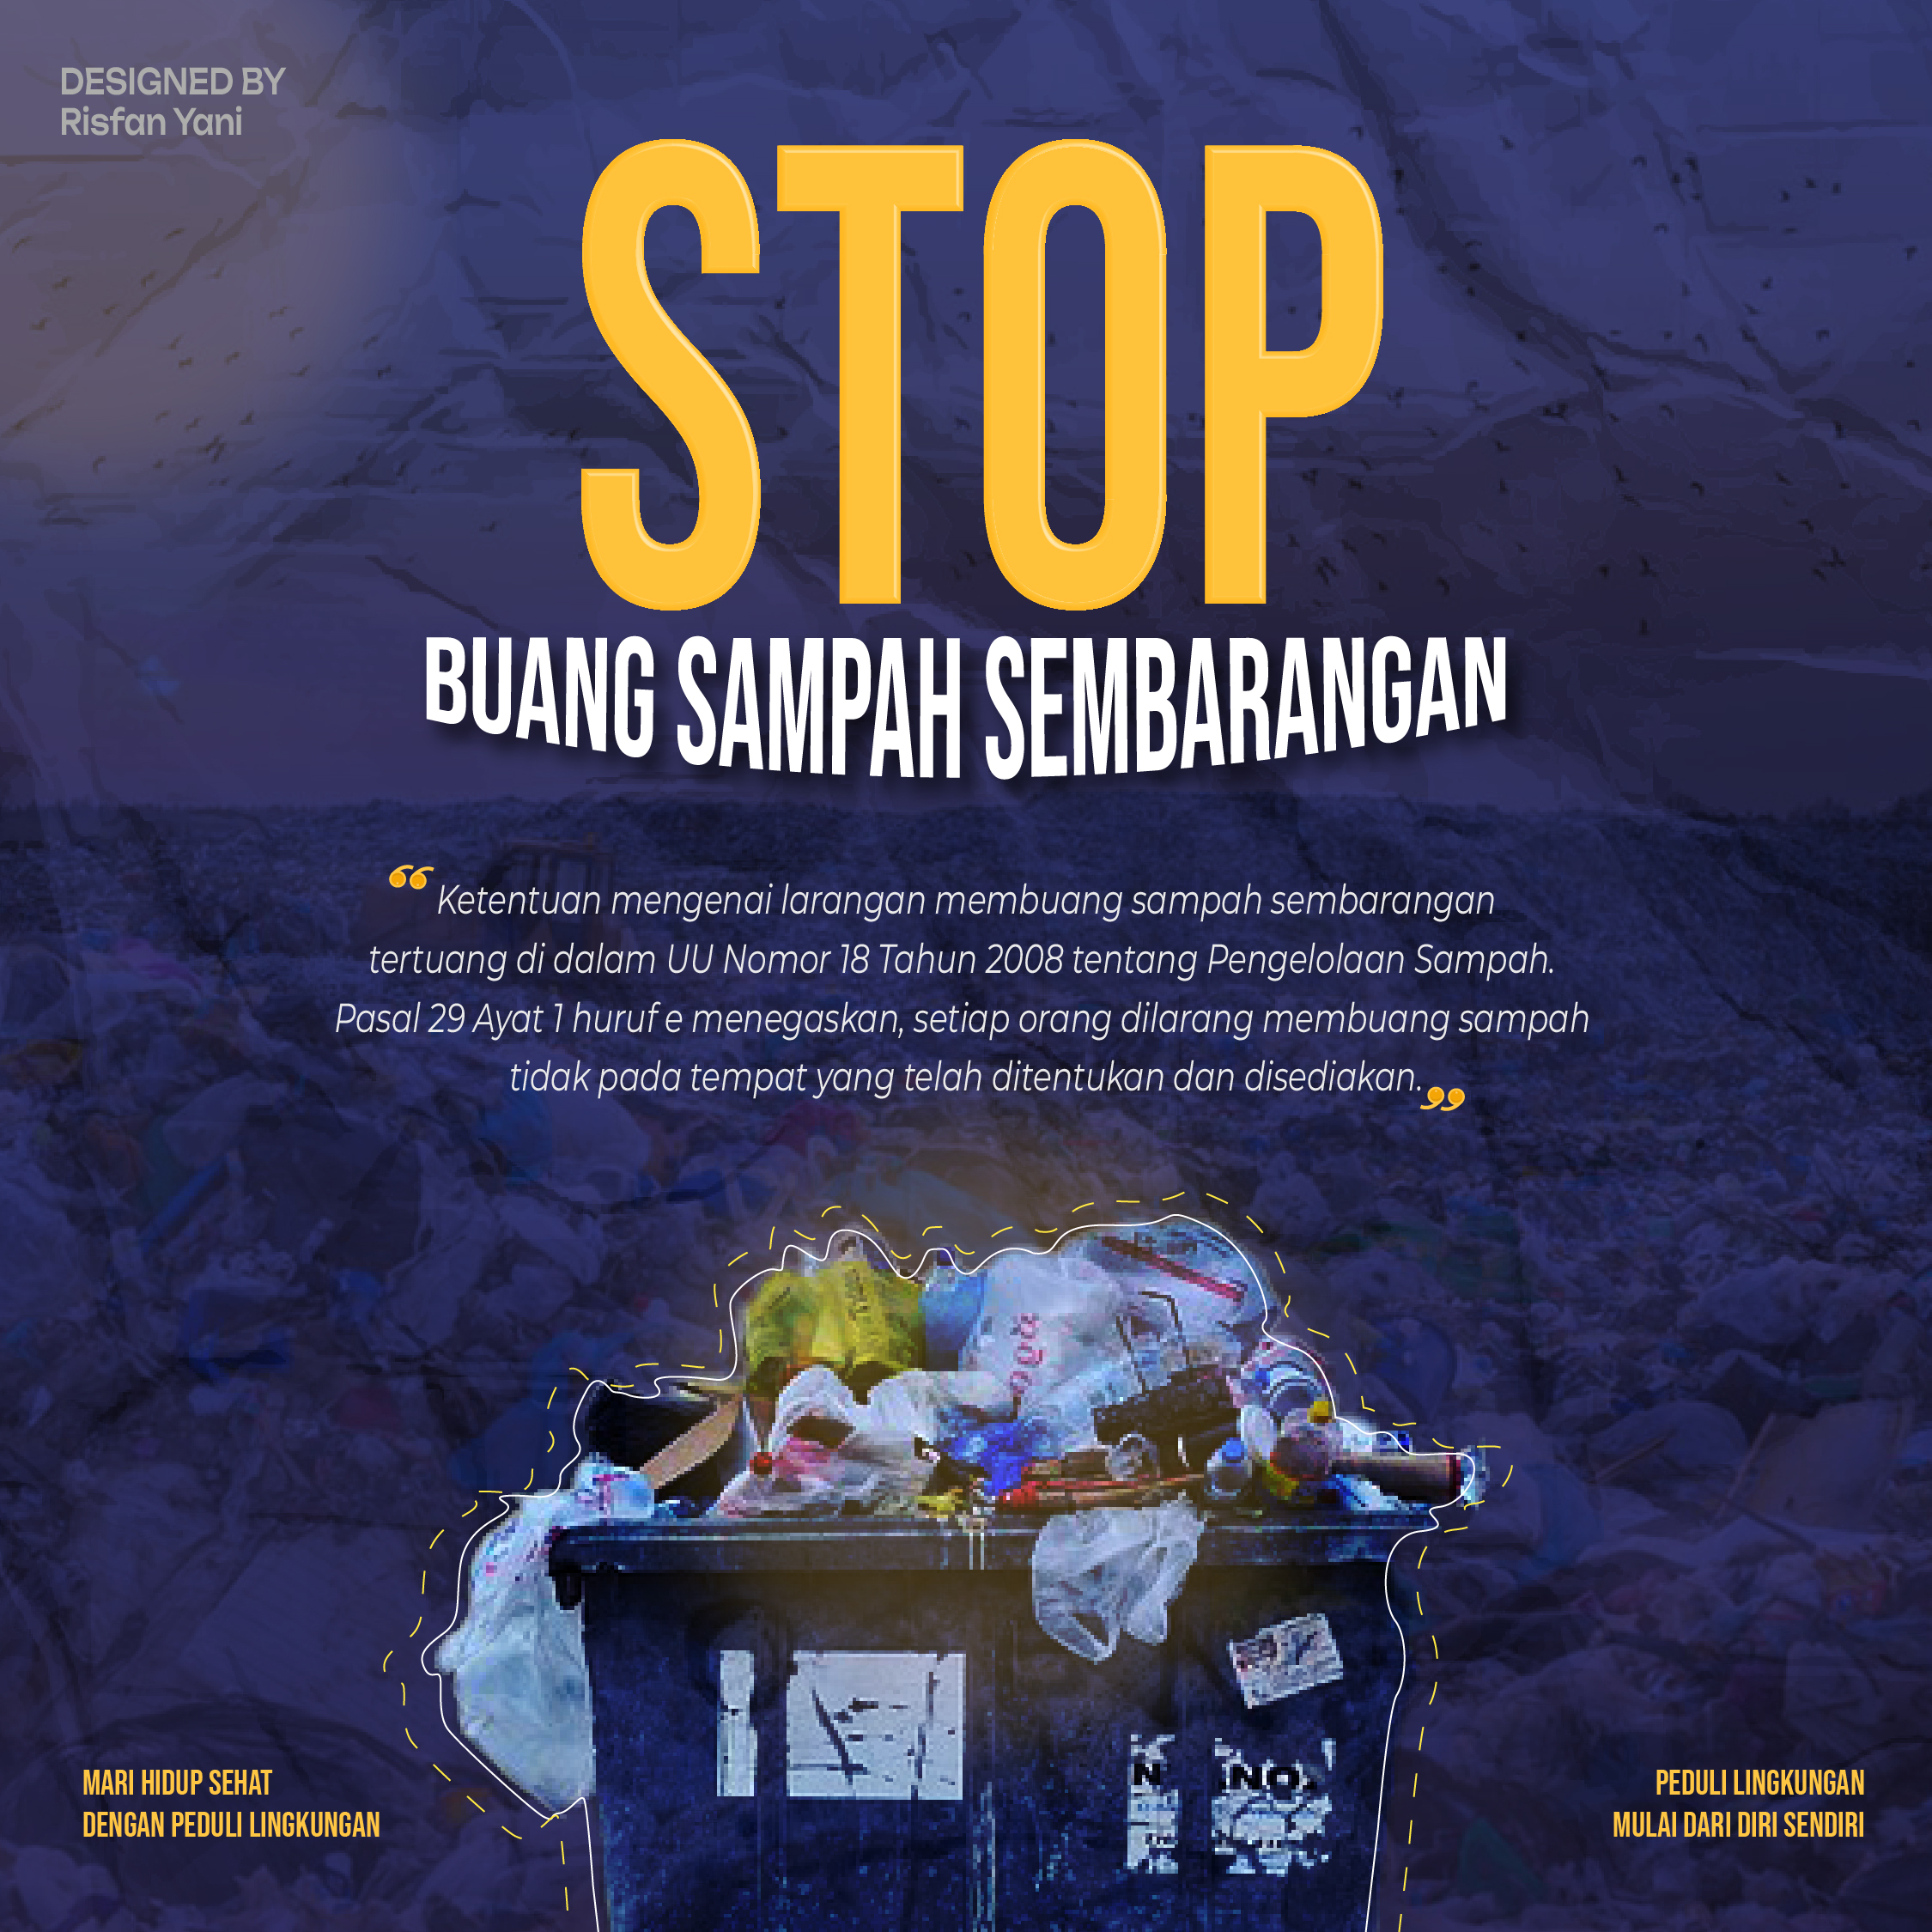 DESIGNED BY
Risfan Yani
STOP
BUANG SAMPAH SEMBARANGAN
“Ketentuan mengenai larangan membuang sampah sembarangan
tertuang di dalam UU Nomor 18 Tahun 2008 tentang Pengelolaan Sampah.
Pasal 29 Ayat 1 huruf e menegaskan, setiap orang dilarang membuang sampah
tidak pada tempat yang telah ditentukan dan disediakan.”
NO.
MARI HIDUP SEHAT
DENGAN PEDULI LINGKUNGAN
PEDULI LINGKUNGAN
MULAI DARI DIRI SENDIRI